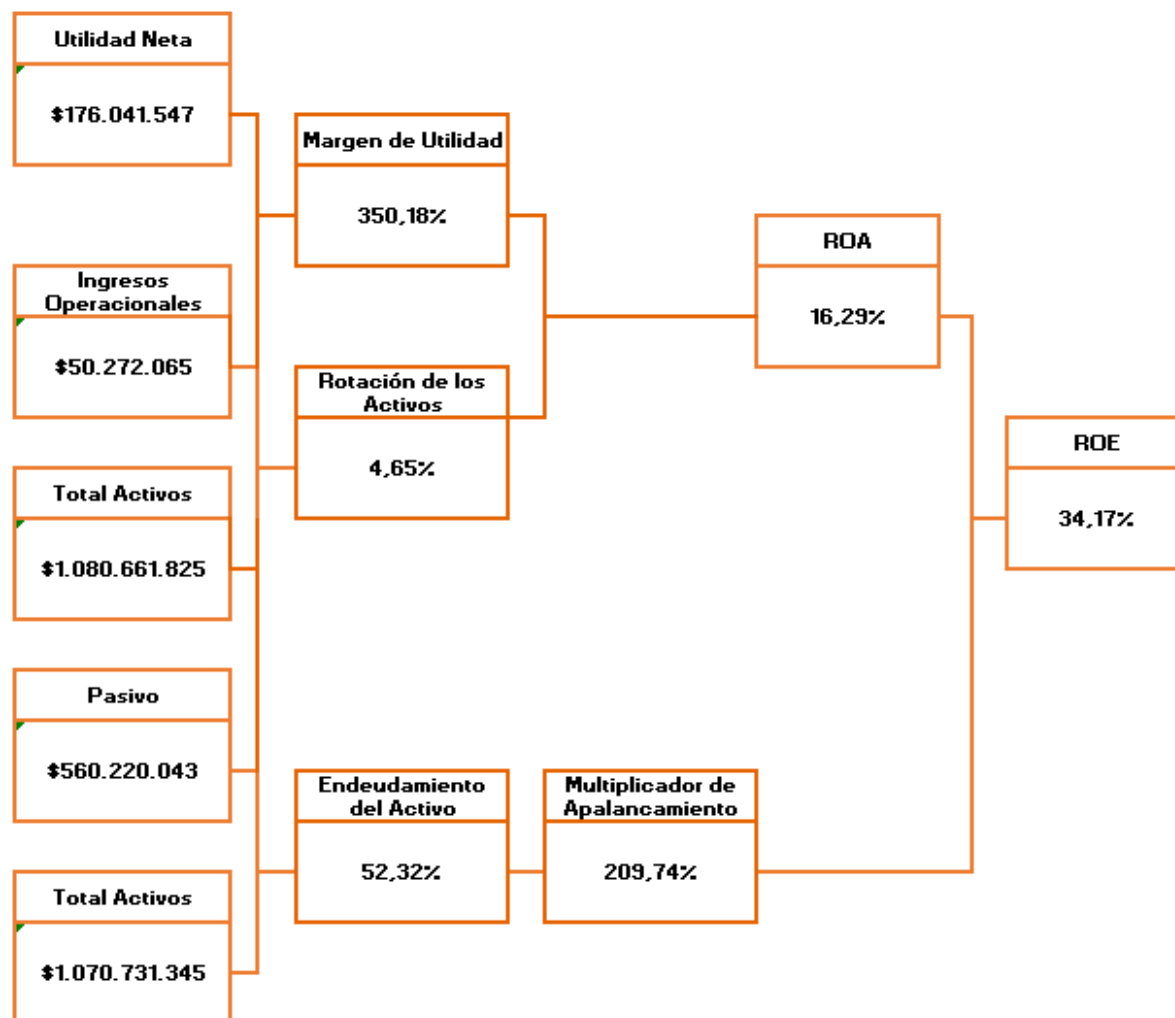 Utilidad Neta
$176.041.547
Margen de Utilidad
350,18%
ROA
16,29%
Ingresos
Operacionales
$50.272.065
Rotación de los
Activos
4,65%
ROE
34,17%
Total Activos
$1.080.661.825
Pasivo
$560.220.043
Endeudamiento
del Activo
52,32%
Multiplicador de
Apalancamiento
209,74%
Total Activos
$1.070.731.345